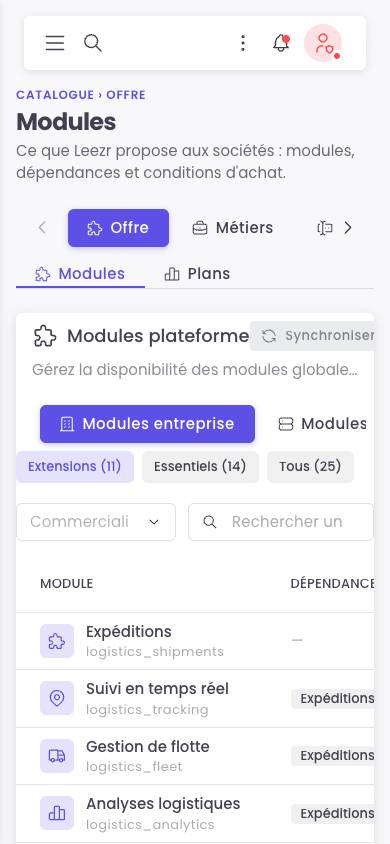 CATALOGUE › OFFRE
Modules
Ce que Leezr propose aux sociétés : modules,
dépendances et conditions d'achat.
Offre Métiers
Modules Plans
Modules plateforme Synchroniser
Gérez la disponibilité des modules globale...
Modules entreprise Modules
Extensions (11) Essentiels (14) Tous (25)
Commerciali Rechercher un
MODULE DÉPENDANCE
Expéditions —
logistics_shipments
Suivi en temps réel Expéditions
logistics_tracking
Gestion de flotte Expéditions
logistics_fleet
Analyses logistiques Expéditions
logistics_analytics